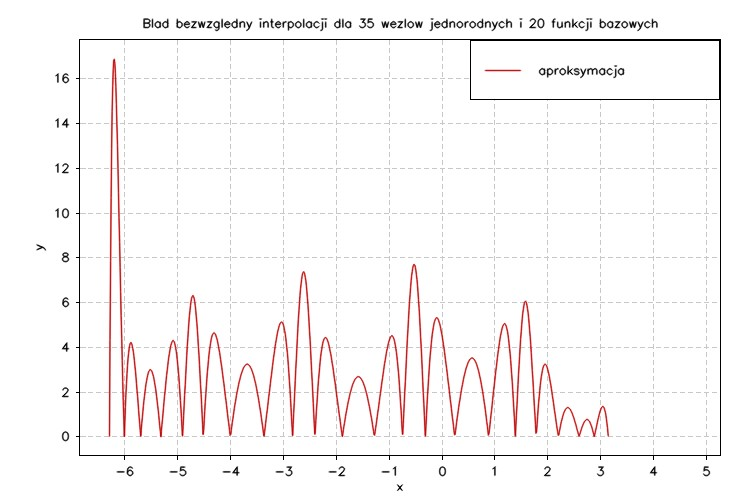 Blad bezwzgledny interpolacji dla 35 wezlow jednorodnych i 20 funkcji bazowych
aproksymacja
16
14
12
10
8
6
4
2
0
y
-6 -5 -4 -3 -2 -1 0 1 2 3 4 5
x